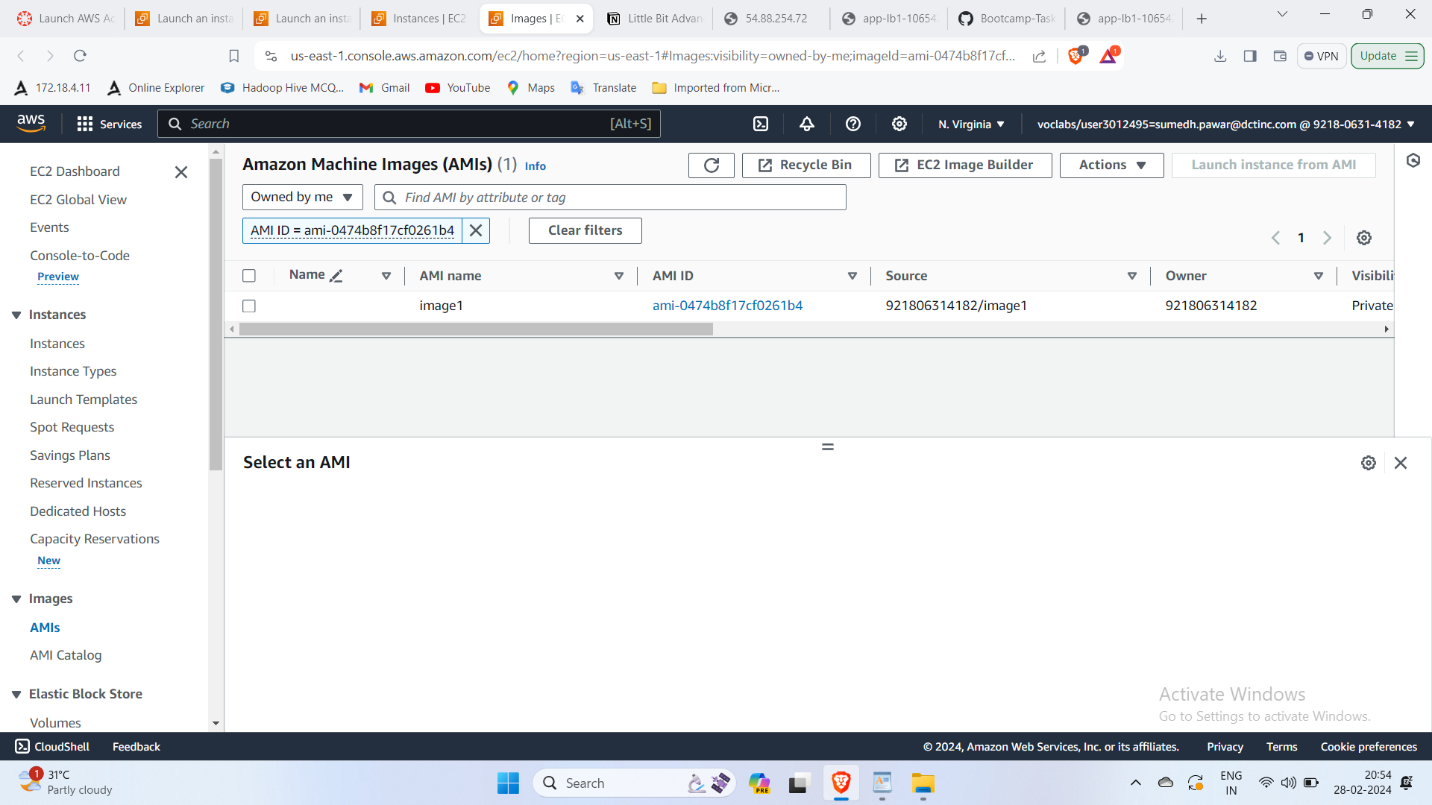 Launch AWS Ac
Launch an insta
Launch an insta
Instances | EC2
Images | E
Little Bit Advan
54.88.254.72
app-lb1-10654
Bootcamp-Task
app-lb1-10654
us-east-1.console.aws.amazon.com/ec2/home?region=us-east-1#Images:visibility=owned-by-me;imageId=ami-0474b8f17cf...
1
1
VPN
Update
172.18.4.11
Online Explorer
Hadoop Hive MCQ...
Gmail
YouTube
Maps
Translate
Imported from Micr...
aws
Services
Search
[Alt+S]
N. Virginia
voclabs/user3012495=sumedh.pawar@dctinc.com @ 9218-0631-4182
EC2 Dashboard
EC2 Global View
Events
Console-to-Code
Preview
Instances
Instances
Instance Types
Launch Templates
Spot Requests
Savings Plans
Reserved Instances
Dedicated Hosts
Capacity Reservations
New
Images
AMIs
AMI Catalog
Elastic Block Store
Volumes
Amazon Machine Images (AMIs) (1) Info
Recycle Bin
EC2 Image Builder
Actions
Launch instance from AMI
Owned by me
Find AMI by attribute or tag
AMI ID = ami-0474b8f17cf0261b4
Clear filters
1
Name
AMI name
AMI ID
Source
Owner
Visibili
image1
ami-0474b8f17cf0261b4
921806314182/image1
921806314182
Private
Select an AMI
Activate Windows
Go to Settings to activate Windows.
CloudShell
Feedback
© 2024, Amazon Web Services, Inc. or its affiliates.
Privacy
Terms
Cookie preferences
1
31°C
Partly cloudy
Search
PRE
ENG
IN
20:54
28-02-2024